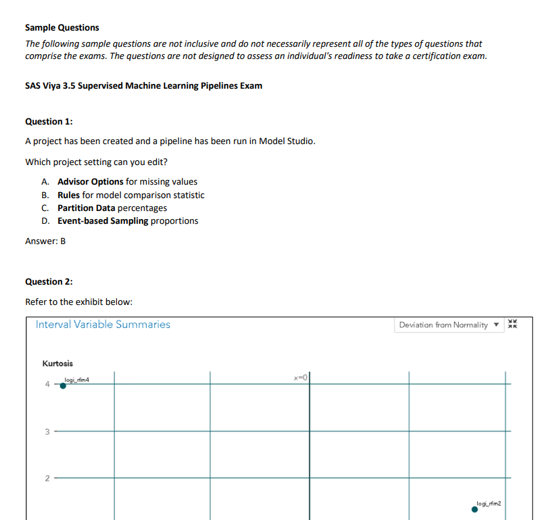 Sample Questions
The following sample questions are not inclusive and do not necessarily represent all of the types of questions that
comprise the exams. The questions are not designed to assess an individual's readiness to take a certification exam.
SAS Viya 3.5 Supervised Machine Learning Pipelines Exam
Question 1:
A project has been created and a pipeline has been run in Model Studio.
Which project setting can you edit?
A. Advisor Options for missing values
B. Rules for model comparison statistic
C. Partition Data percentages
D. Event-based Sampling proportions
Answer: B
Question 2:
Refer to the exhibit below:
Interval Variable Summaries
Deviation from Normality
Kurtosis
4
logi_rfm4
x=0
3
2
logi_rfm2